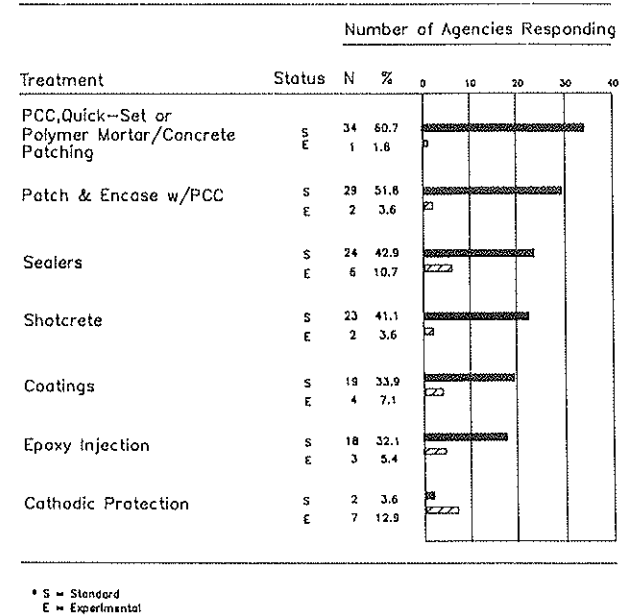 Number of Agencies Responding
Treatment Status N % 0 10 20 30 40
PCC,Quick-Set or
Polymer Mortar/Concrete
Patching
S 34 60.7
E 1 1.8
Patch & Encase w/PCC S 29 51.8
E 2 3.6
Sealers S 24 42.9
E 6 10.7
Shotcrete S 23 41.1
E 2 3.6
Coatings S 19 33.9
E 4 7.1
Epoxy Injection S 18 32.1
E 3 5.4
Cathodic Protection S 2 3.6
E 7 12.9
* S = Standard
E = Experimental